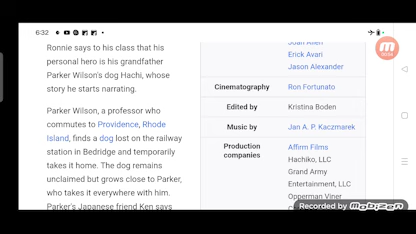 6:32
Ronnie says to his class that his
personal hero is his grandfather
Parker Wilson's dog Hachi, whose
story he starts narrating.
Parker Wilson, a professor who
commutes to Providence, Rhode
Island, finds a dog lost on the railway
station in Bedridge and temporarily
takes it home. The dog remains
unclaimed but grows close to Parker,
who takes it everywhere with him.
Parker's Japanese friend Ken says
Joan Allen
Erick Avari
Jason Alexander
Cinematography Ron Fortunato
Edited by Kristina Boden
Music by Jan A. P. Kaczmarek
Production
companies
Affirm Films
Hachiko, LLC
Grand Army
Entertainment, LLC
Opperman Viner
Recorded by Mobizen